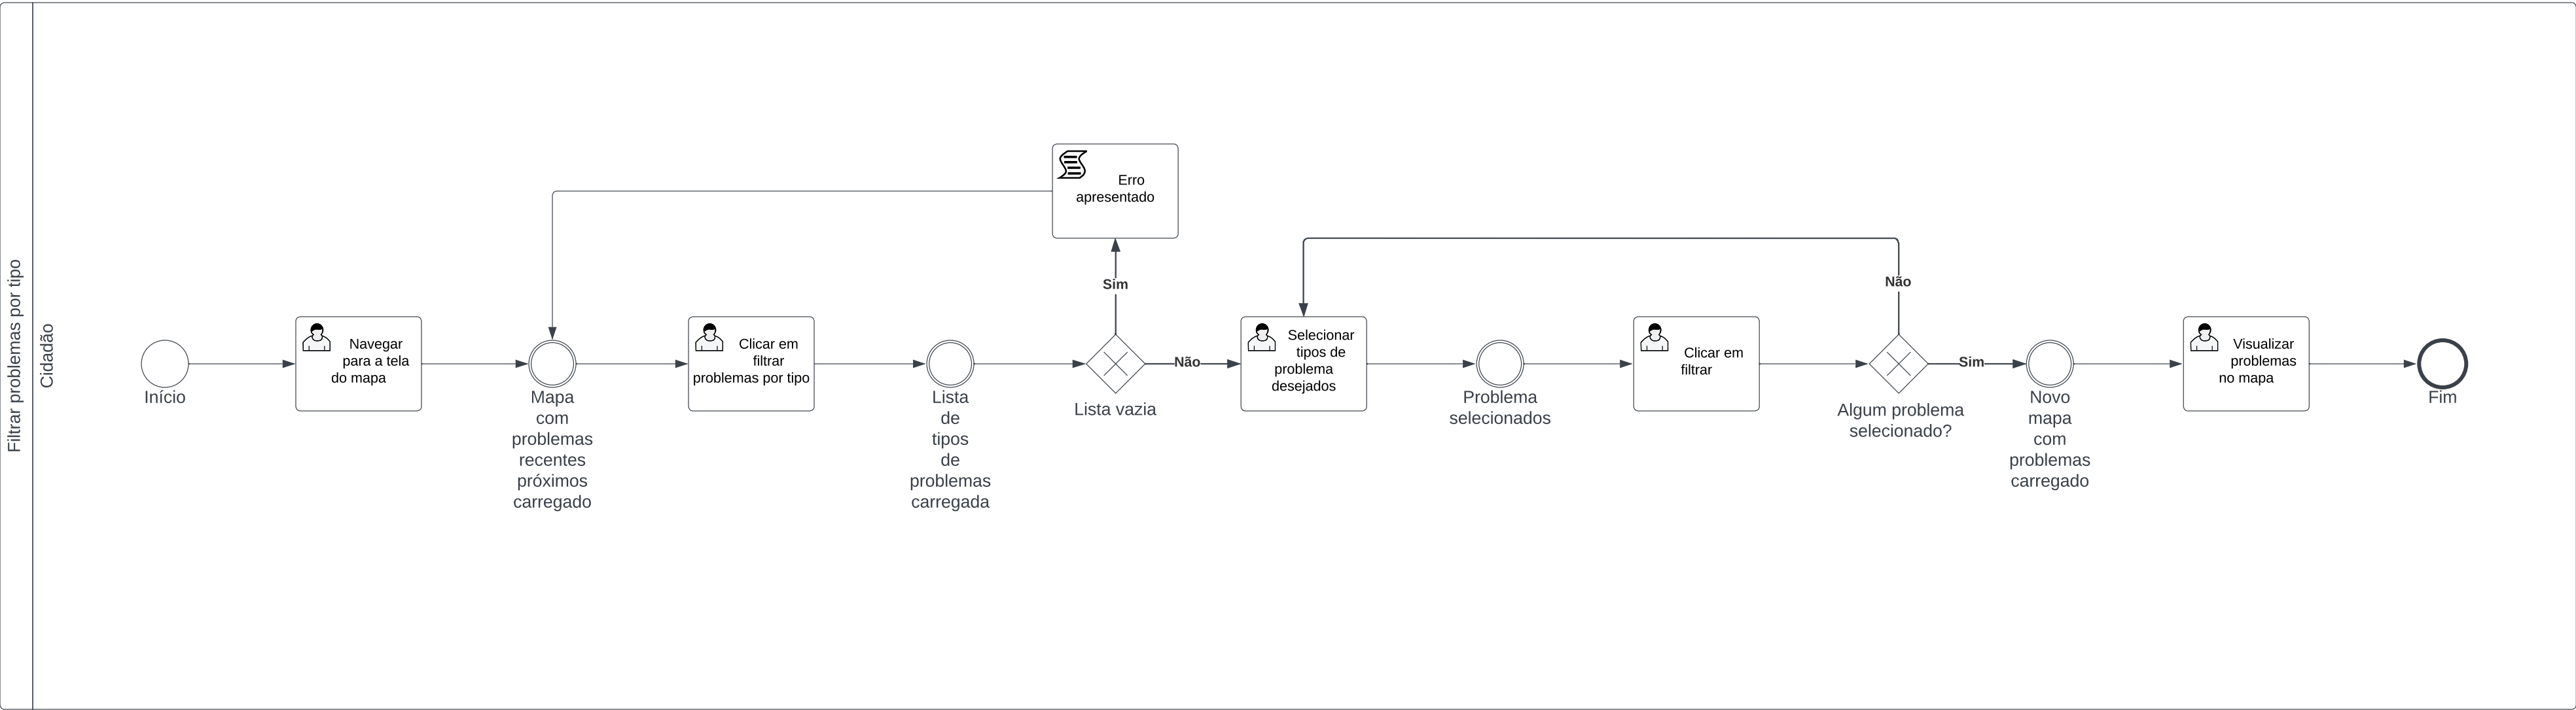 Filtrar problemas por tipo
Cidadão
Início
Navegar
para a tela
do mapa
Mapa
com
problemas
recentes
próximos
carregado
Clicar em
filtrar
problemas por tipo
Lista
de
tipos
de
problemas
carregada
Erro
apresentado
Sim
Lista vazia
Não
Selecionar
tipos de
problema
desejados
Problema
selecionados
Clicar em
filtrar
Não
Algum problema
selecionado?
Sim
Novo
mapa
com
problemas
carregado
Visualizar
problemas
no mapa
Fim